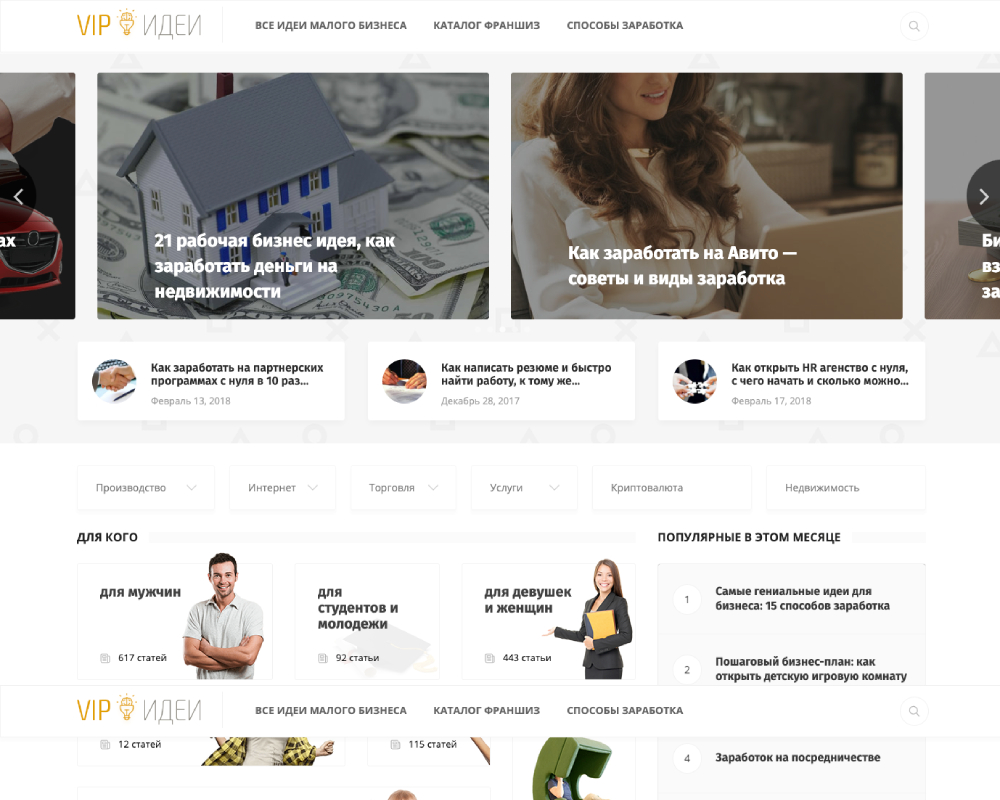 VIP ИДЕИ
ВСЕ ИДЕИ МАЛОГО БИЗНЕСА
КАТАЛОГ ФРАНШИЗ
СПОСОБЫ ЗАРАБОТКА
ах
21 рабочая бизнес идея, как
заработать деньги на
недвижимости
Как заработать на Авито —
советы и виды заработка
Би
вз
за
Как заработать на партнерских
программах с нуля в 10 раз...
Февраль 13, 2018
Как написать резюме и быстро
найти работу, к тому же...
Декабрь 28, 2017
Как открыть HR агенство с нуля,
с чего начать и сколько можно...
Февраль 17, 2018
Производство
Интернет
Торговля
Услуги
Криптовалюта
Недвижимость
ДЛЯ КОГО
для мужчин
617 статей
для
студентов и
молодежи
92 статьи
для девушек
и женщин
443 статьи
ПОПУЛЯРНЫЕ В ЭТОМ МЕСЯЦЕ
1
Самые гениальные идеи для
бизнеса: 15 способов заработка
2
Пошаговый бизнес-план: как
открыть детскую игровую комнату
VIP ИДЕИ
ВСЕ ИДЕИ МАЛОГО БИЗНЕСА
КАТАЛОГ ФРАНШИЗ
СПОСОБЫ ЗАРАБОТКА
12 статей
115 статей
4
Заработок на посредничестве